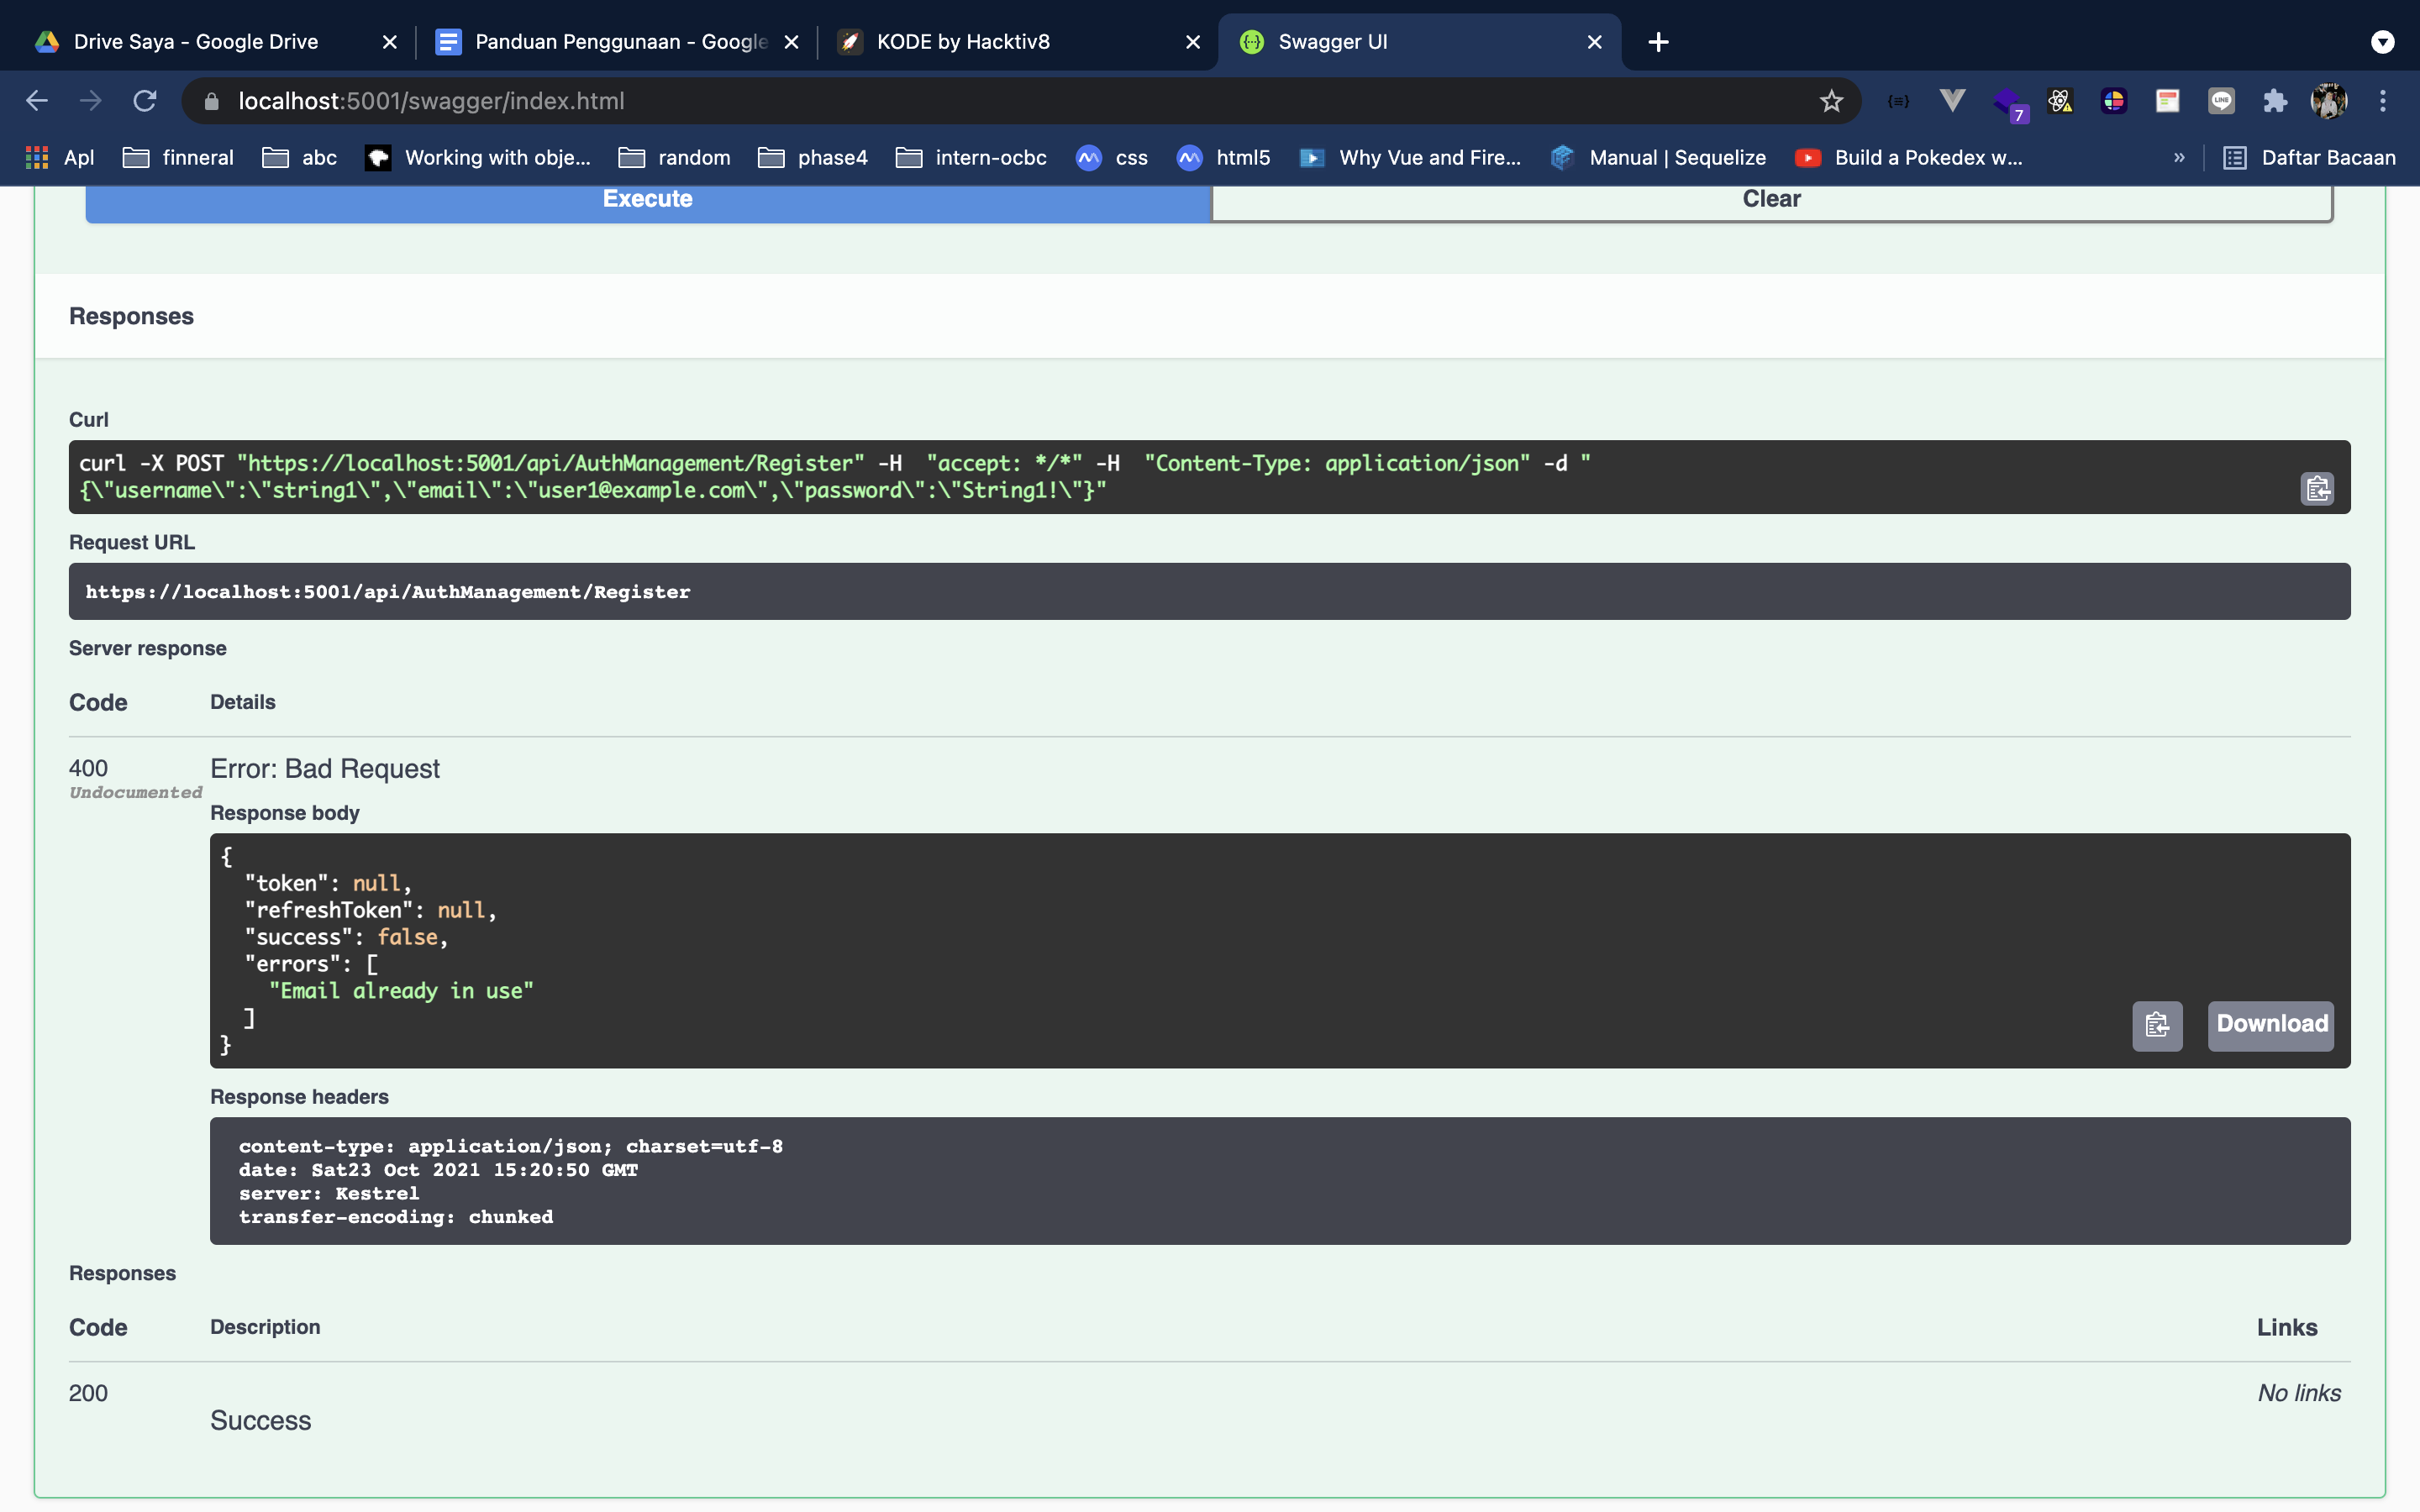 Drive Saya - Google Drive
Panduan Penggunaan - Google
KODE by Hacktiv8
Swagger UI
localhost:5001/swagger/index.html
7
LINE
Apl
finneral
abc
Working with obje...
random
phase4
intern-ocbc
css
html5
Why Vue and Fire...
Manual | Sequelize
Build a Pokedex w...
»
Daftar Bacaan
Execute
Clear
Responses
Curl
curl -X POST "https://localhost:5001/api/AuthManagement/Register" -H  "accept: */*" -H  "Content-Type: application/json" -d "
{\"username\":\"string1\",\"email\":\"user1@example.com\",\"password\":\"String1!\"}"
Request URL
https://localhost:5001/api/AuthManagement/Register
Server response
Code
Details
400
Undocumented
Error: Bad Request
Response body
{
  "token": null,
  "refreshToken": null,
  "success": false,
  "errors": [
    "Email already in use"
  ]
}
Download
Response headers
content-type: application/json; charset=utf-8
date: Sat23 Oct 2021 15:20:50 GMT
server: Kestrel
transfer-encoding: chunked
Responses
Code
Description
Links
200
Success
No links